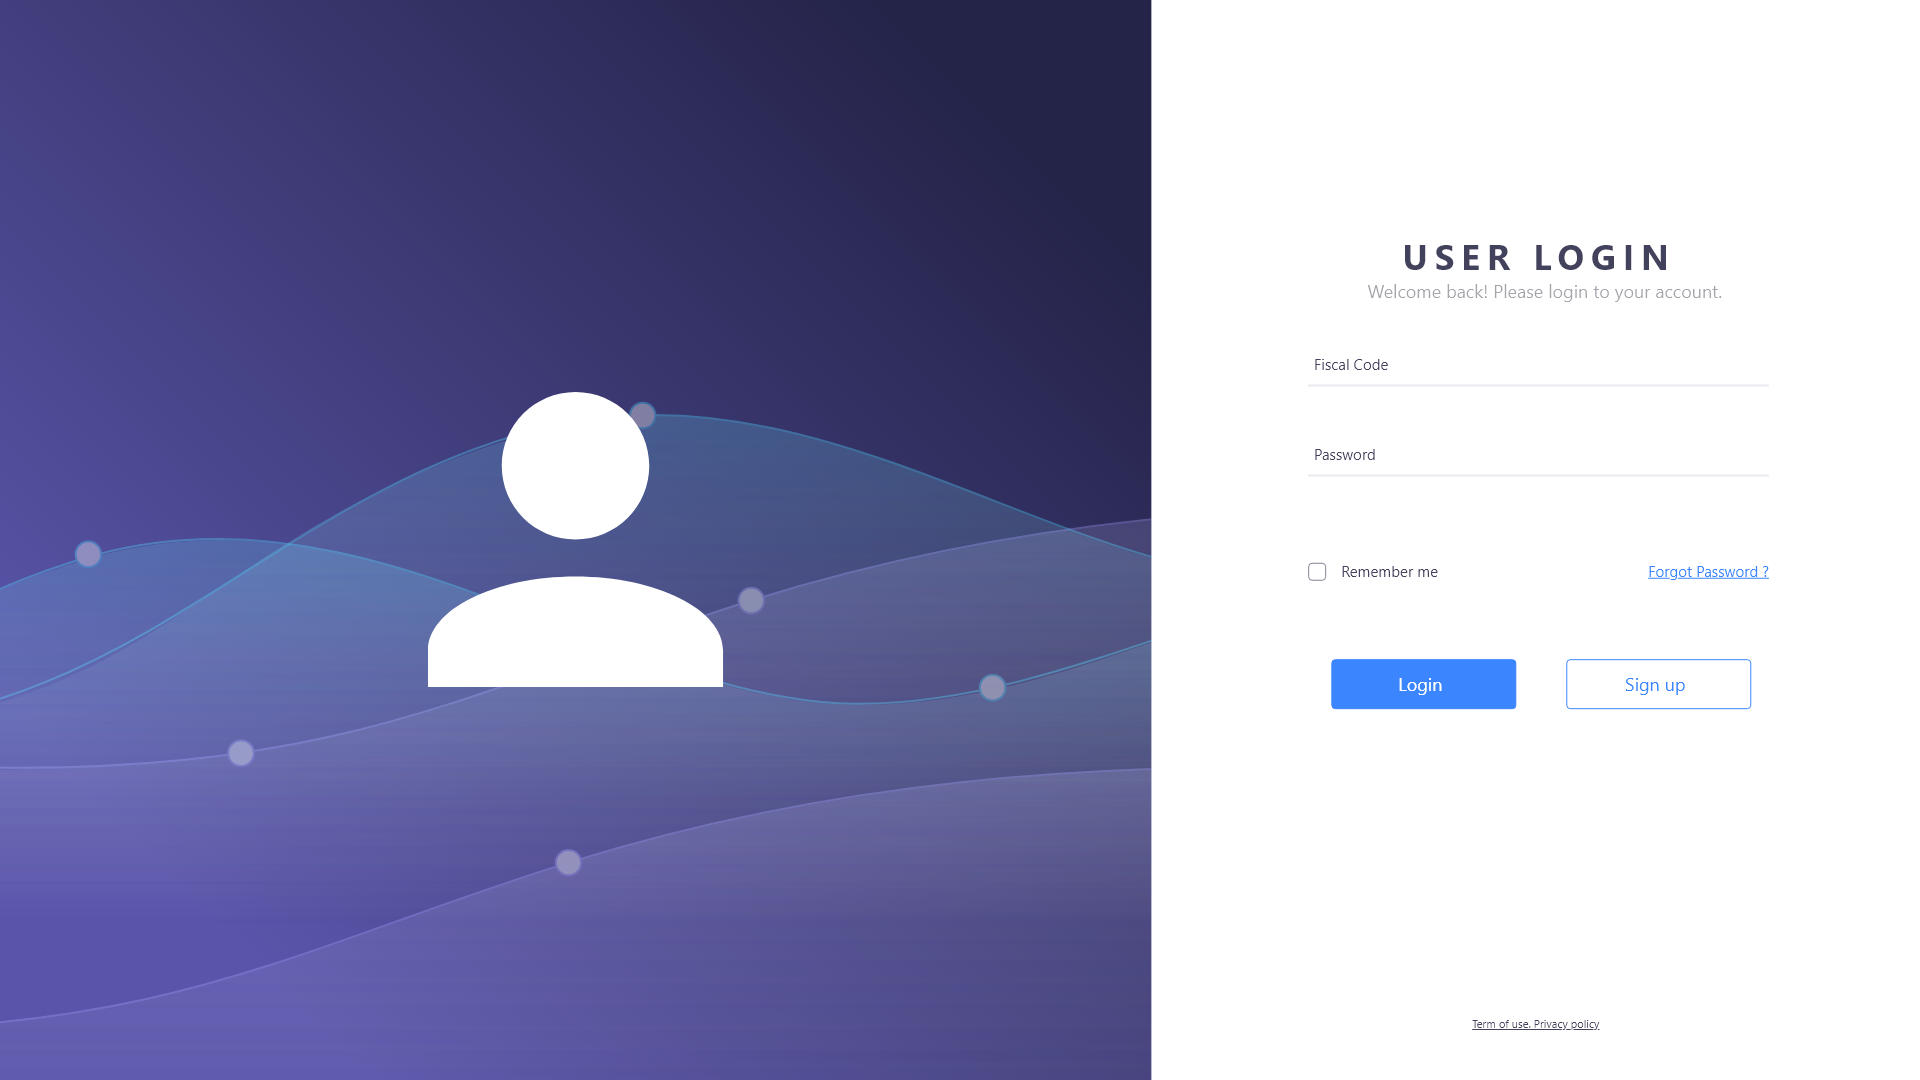 USER LOGIN
Welcome back! Please login to your account.
Fiscal Code
Password
Remember me
Forgot Password ?
Login
Sign up
Term of use. Privacy policy